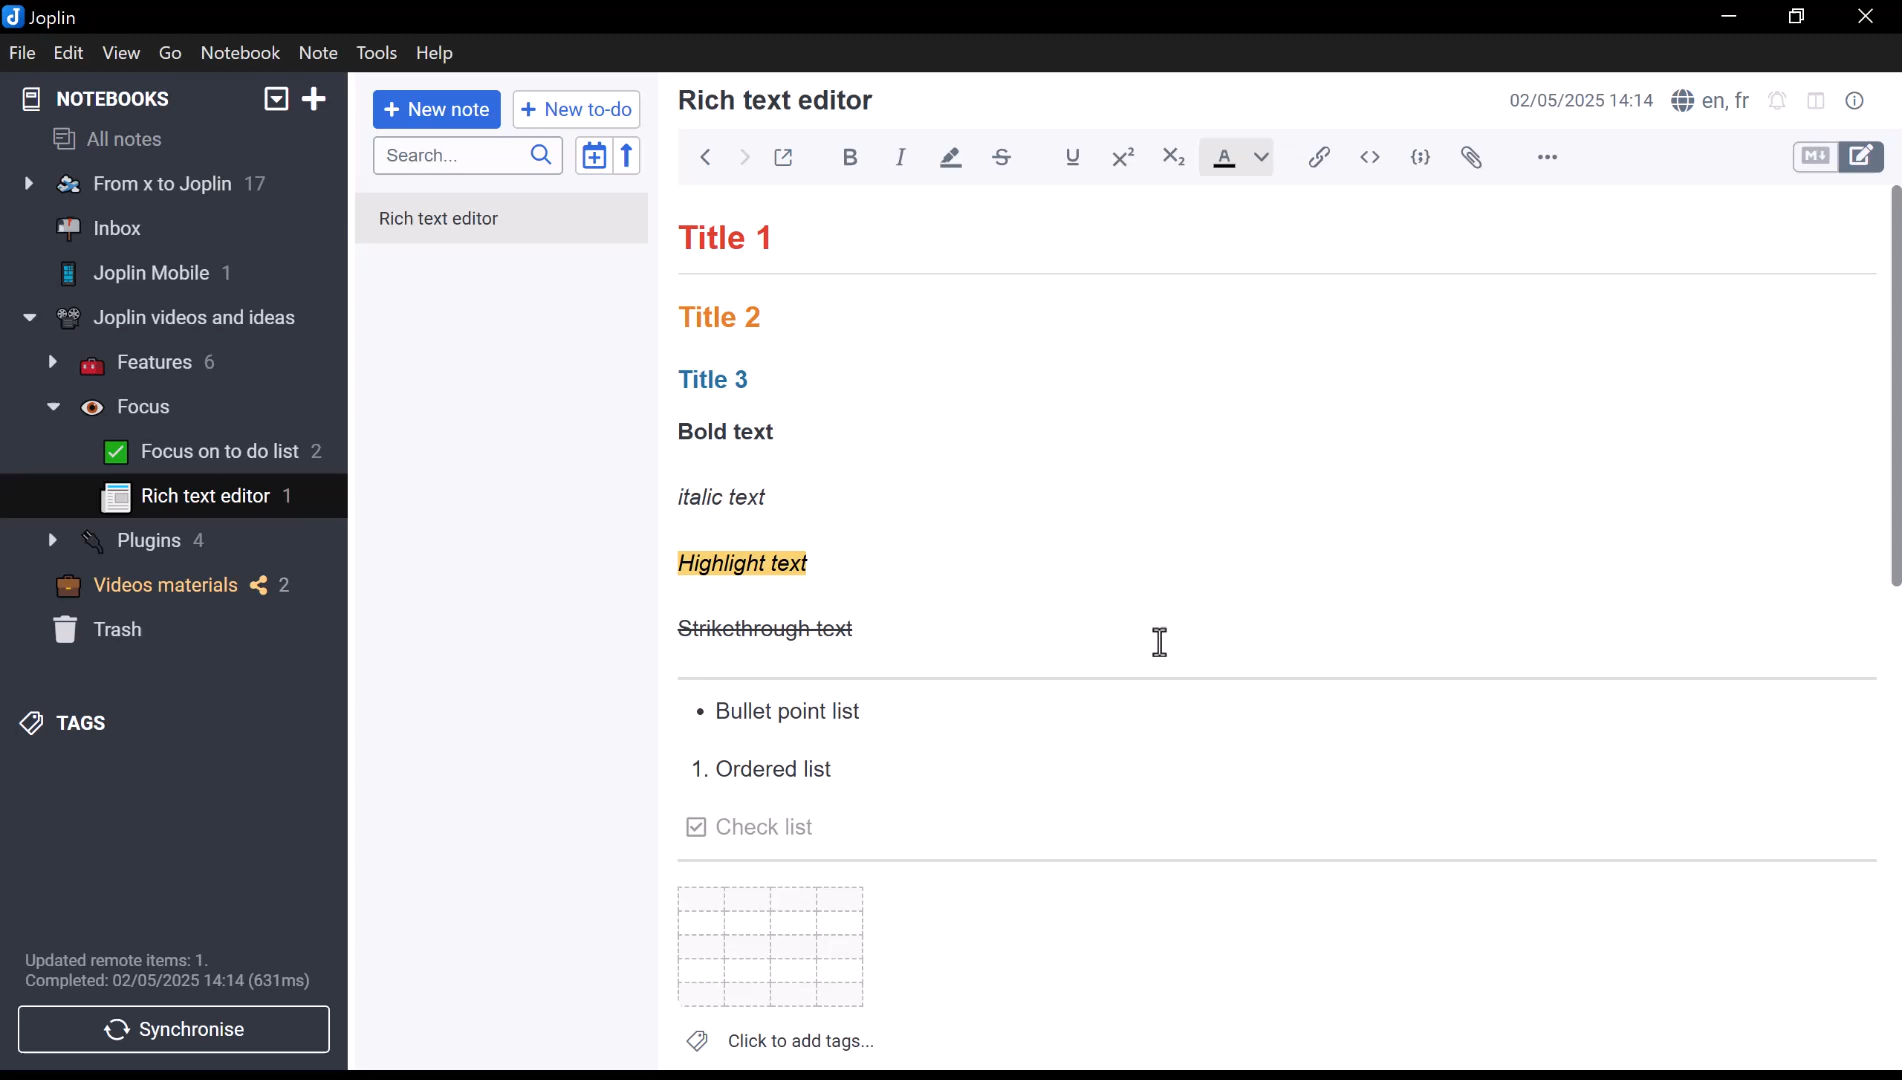 Joplin
File Edit View Go Notebook Note Tools Help
NOTEBOOKS
All notes
From x to Joplin 17
Inbox
Joplin Mobile 1
Joplin videos and ideas
Features 6
Focus
Focus on to do list 2
Rich text editor 1
Plugins 4
Videos materials 2
Trash
TAGS
Updated remote items: 1.
Completed: 02/05/2025 14:14 (631ms)
Synchronise
+ New note + New to-do
Search...
Rich text editor
Rich text editor 02/05/2025 14:14 en, fr
B I S U X² X₂ A <> {;} ••• M↓
Title 1
Title 2
Title 3
Bold text
italic text
Highlight text
Strikethrough text
• Bullet point list
1. Ordered list
Check list
Click to add tags...